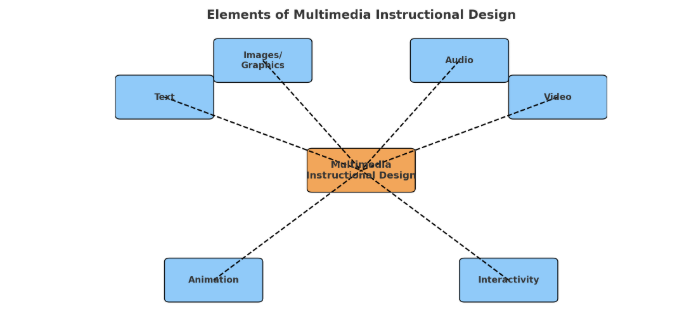 Elements of Multimedia Instructional Design
Images/
Graphics
Audio
Text
Video
Multimedia
Instructional Design
Animation
Interactivity